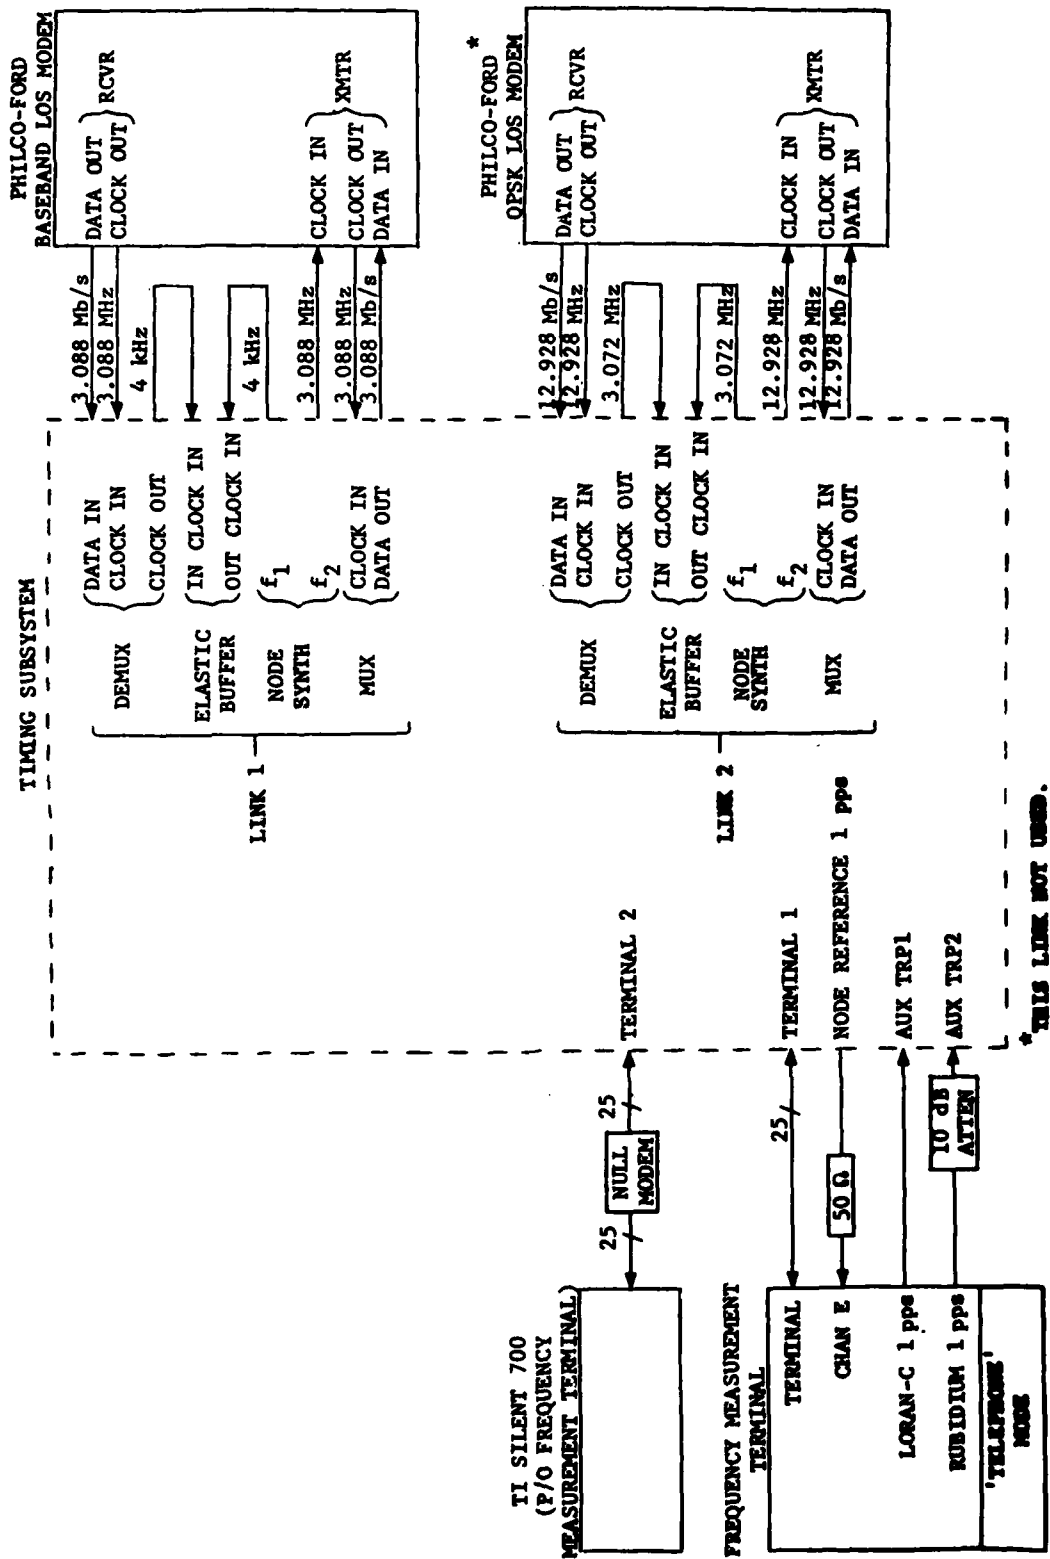 TIMING SUBSYSTEM
PHILCO-FORD
BASEBAND LOS MODEM
DATA OUT
CLOCK OUT
RCVR
CLOCK IN
CLOCK OUT
DATA IN
XMTR
3.088 Mb/s
3.088 MHz
4 kHz
4 kHz
3.088 MHz
3.088 MHz
3.088 Mb/s
DATA IN
CLOCK IN
CLOCK OUT
IN CLOCK IN
OUT CLOCK IN
f1
f2
CLOCK IN
DATA OUT
DEMUX
ELASTIC
BUFFER
NODE
SYNTH
MUX
LINK 1
PHILCO-FORD *
QPSK LOS MODEM
DATA OUT
CLOCK OUT
RCVR
CLOCK IN
CLOCK OUT
DATA IN
XMTR
12.928 Mb/s
12.928 MHz
3.072 MHz
3.072 MHz
12.928 MHz
12.928 MHz
12.928 Mb/s
DATA IN
CLOCK IN
CLOCK OUT
IN CLOCK IN
OUT CLOCK IN
f1
f2
CLOCK IN
DATA OUT
DEMUX
ELASTIC
BUFFER
NODE
SYNTH
MUX
LINK 2
TI SILENT 700
(P/O FREQUENCY
MEASUREMENT TERMINAL)
25
NULL
MODEM
25
TERMINAL 2
FREQUENCY MEASUREMENT
TERMINAL
TERMINAL
25
TERMINAL 1
CHAN E
50 Ω
NODE REFERENCE 1 pps
LORAN-C 1 pps
AUX TRP1
RUBIDIUM 1 pps
10 dB
ATTEN
AUX TRP2
'TELEPHONE'
MODE
*THIS LINK NOT USED.